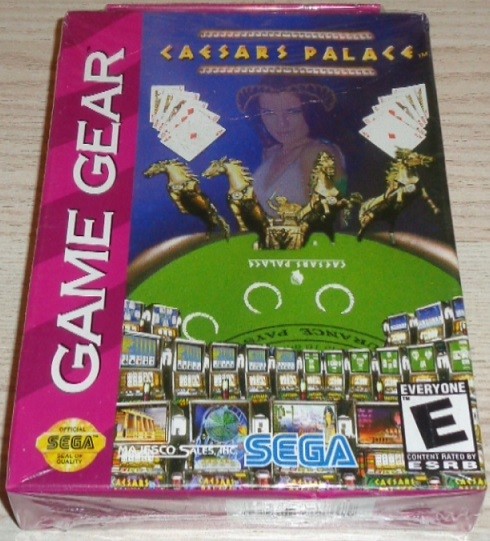 CAESARS PALACE™
GAME GEAR
CAESARS PALACE
EVERYONE
E
CONTENT RATED BY
ESRB
OFFICIAL
SEGA
SEAL OF
QUALITY
MAJESCO SALES, INC
SEGA